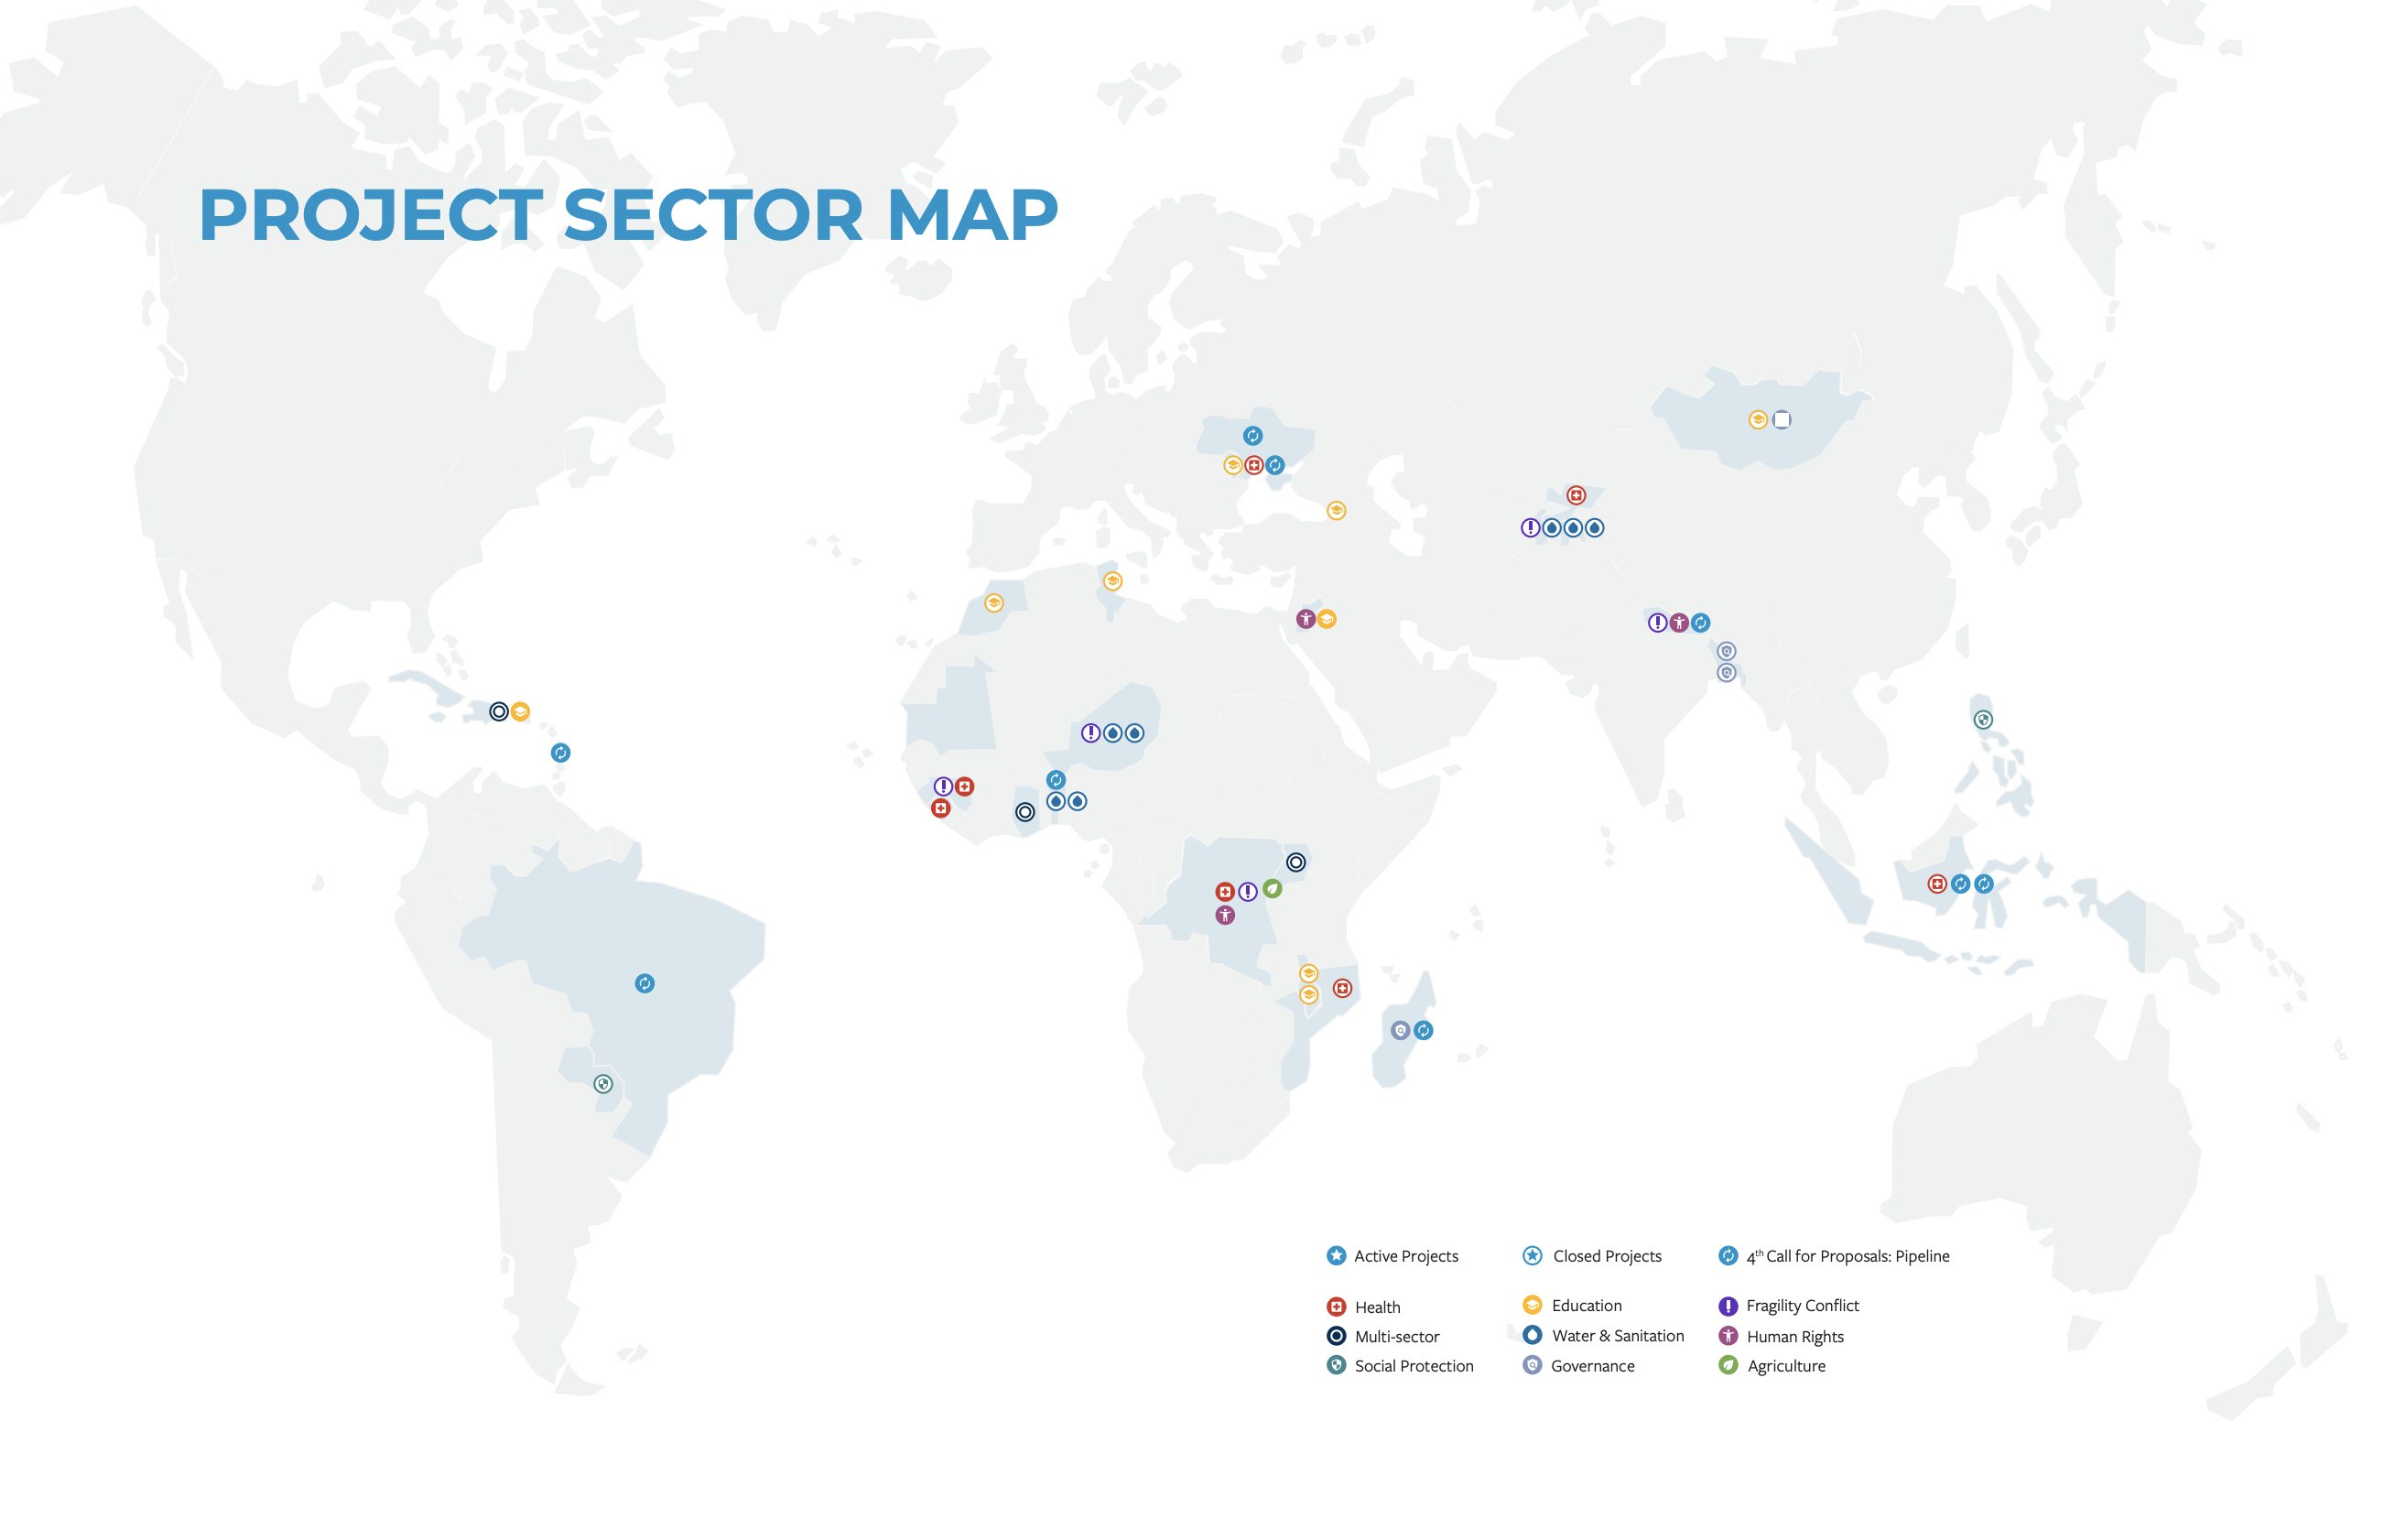 PROJECT SECTOR MAP
Active Projects
Closed Projects
4th Call for Proposals: Pipeline
Health
Education
Fragility Conflict
Multi-sector
Water & Sanitation
Human Rights
Social Protection
Governance
Agriculture